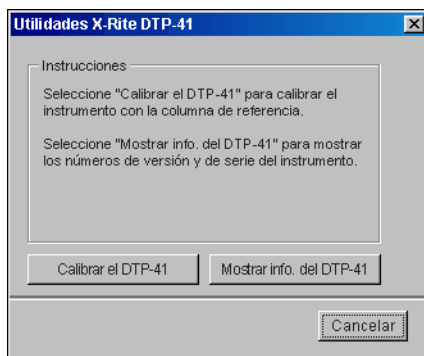 Utilidades X-Rite DTP-41
Instrucciones
Seleccione "Calibrar el DTP-41" para calibrar el
instrumento con la columna de referencia.
Seleccione "Mostrar info. del DTP-41" para mostrar
los números de versión y de serie del instrumento.
Calibrar el DTP-41
Mostrar info. del DTP-41
Cancelar